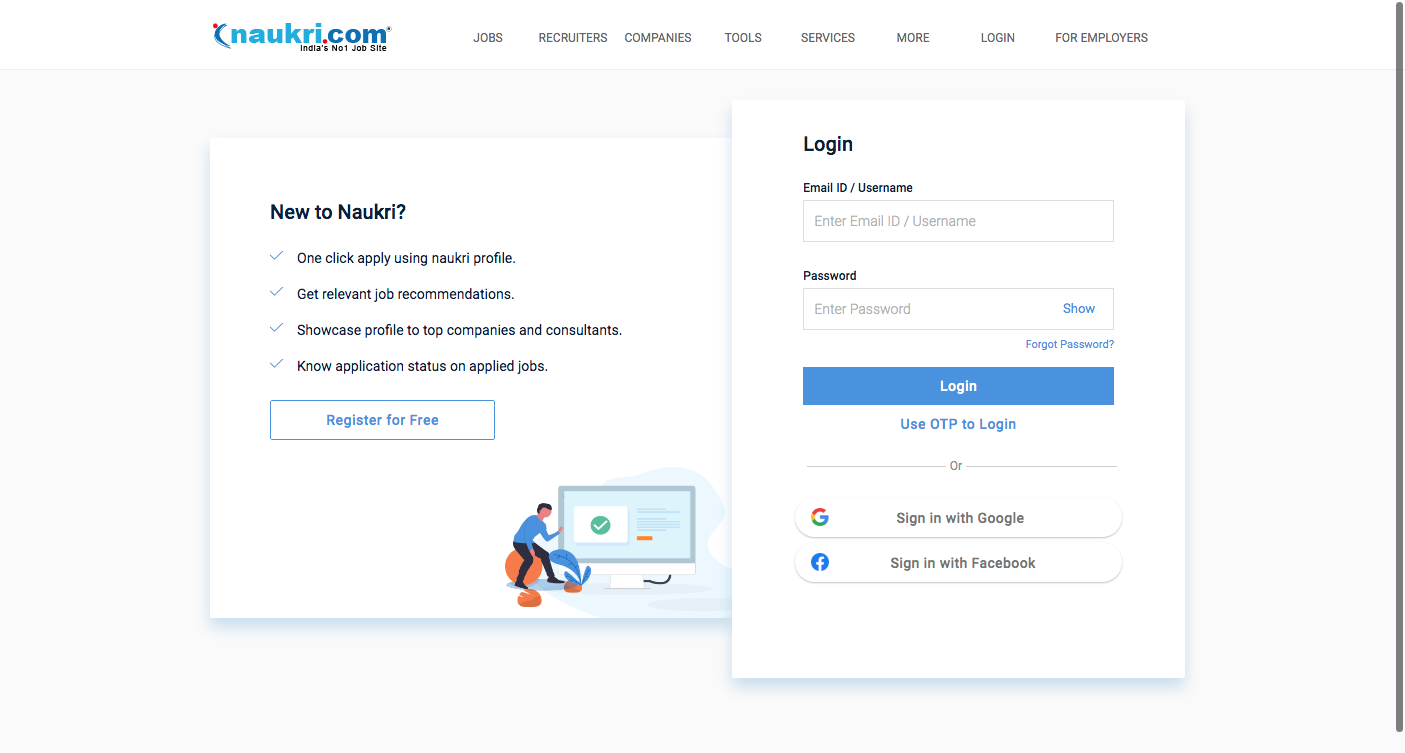 naukri.com
India's No1 Job Site
JOBS RECRUITERS COMPANIES TOOLS SERVICES MORE LOGIN FOR EMPLOYERS
New to Naukri?
One click apply using naukri profile.
Get relevant job recommendations.
Showcase profile to top companies and consultants.
Know application status on applied jobs.
Register for Free
Login
Email ID / Username
Enter Email ID / Username
Password
Enter Password Show
Forgot Password?
Login
Use OTP to Login
Or
Sign in with Google
Sign in with Facebook